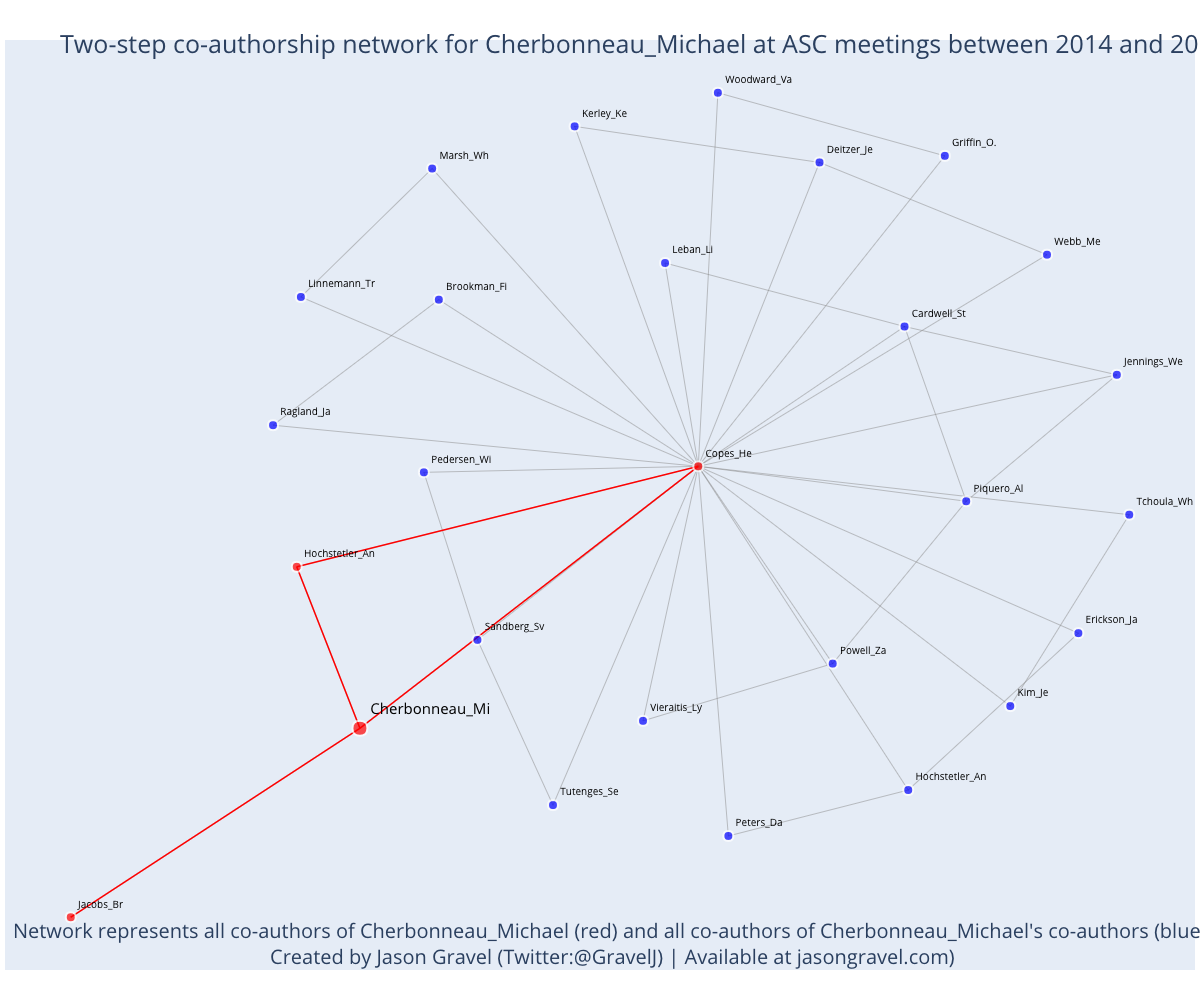 Two-step co-authorship network for Cherbonneau_Michael at ASC meetings between 2014 and 20
Woodward_Va
Kerley_Ke
Griffin_O.
Deitzer_Je
Marsh_Wh
Webb_Me
Leban_Li
Linnemann_Tr
Brookman_Fi
Cardwell_St
Jennings_We
Ragland_Ja
Copes_He
Pedersen_Wi
Piquero_Al
Tchoula_Wh
Hochstetler_An
Erickson_Ja
Sandberg_Sv
Powell_Za
Kim_Je
Cherbonneau_Mi
Vieraitis_Ly
Hochstetler_An
Tutenges_Se
Peters_Da
Jacobs_Br
Network represents all co-authors of Cherbonneau_Michael (red) and all co-authors of Cherbonneau_Michael's co-authors (blue
Created by Jason Gravel (Twitter:@GravelJ) | Available at jasongravel.com)